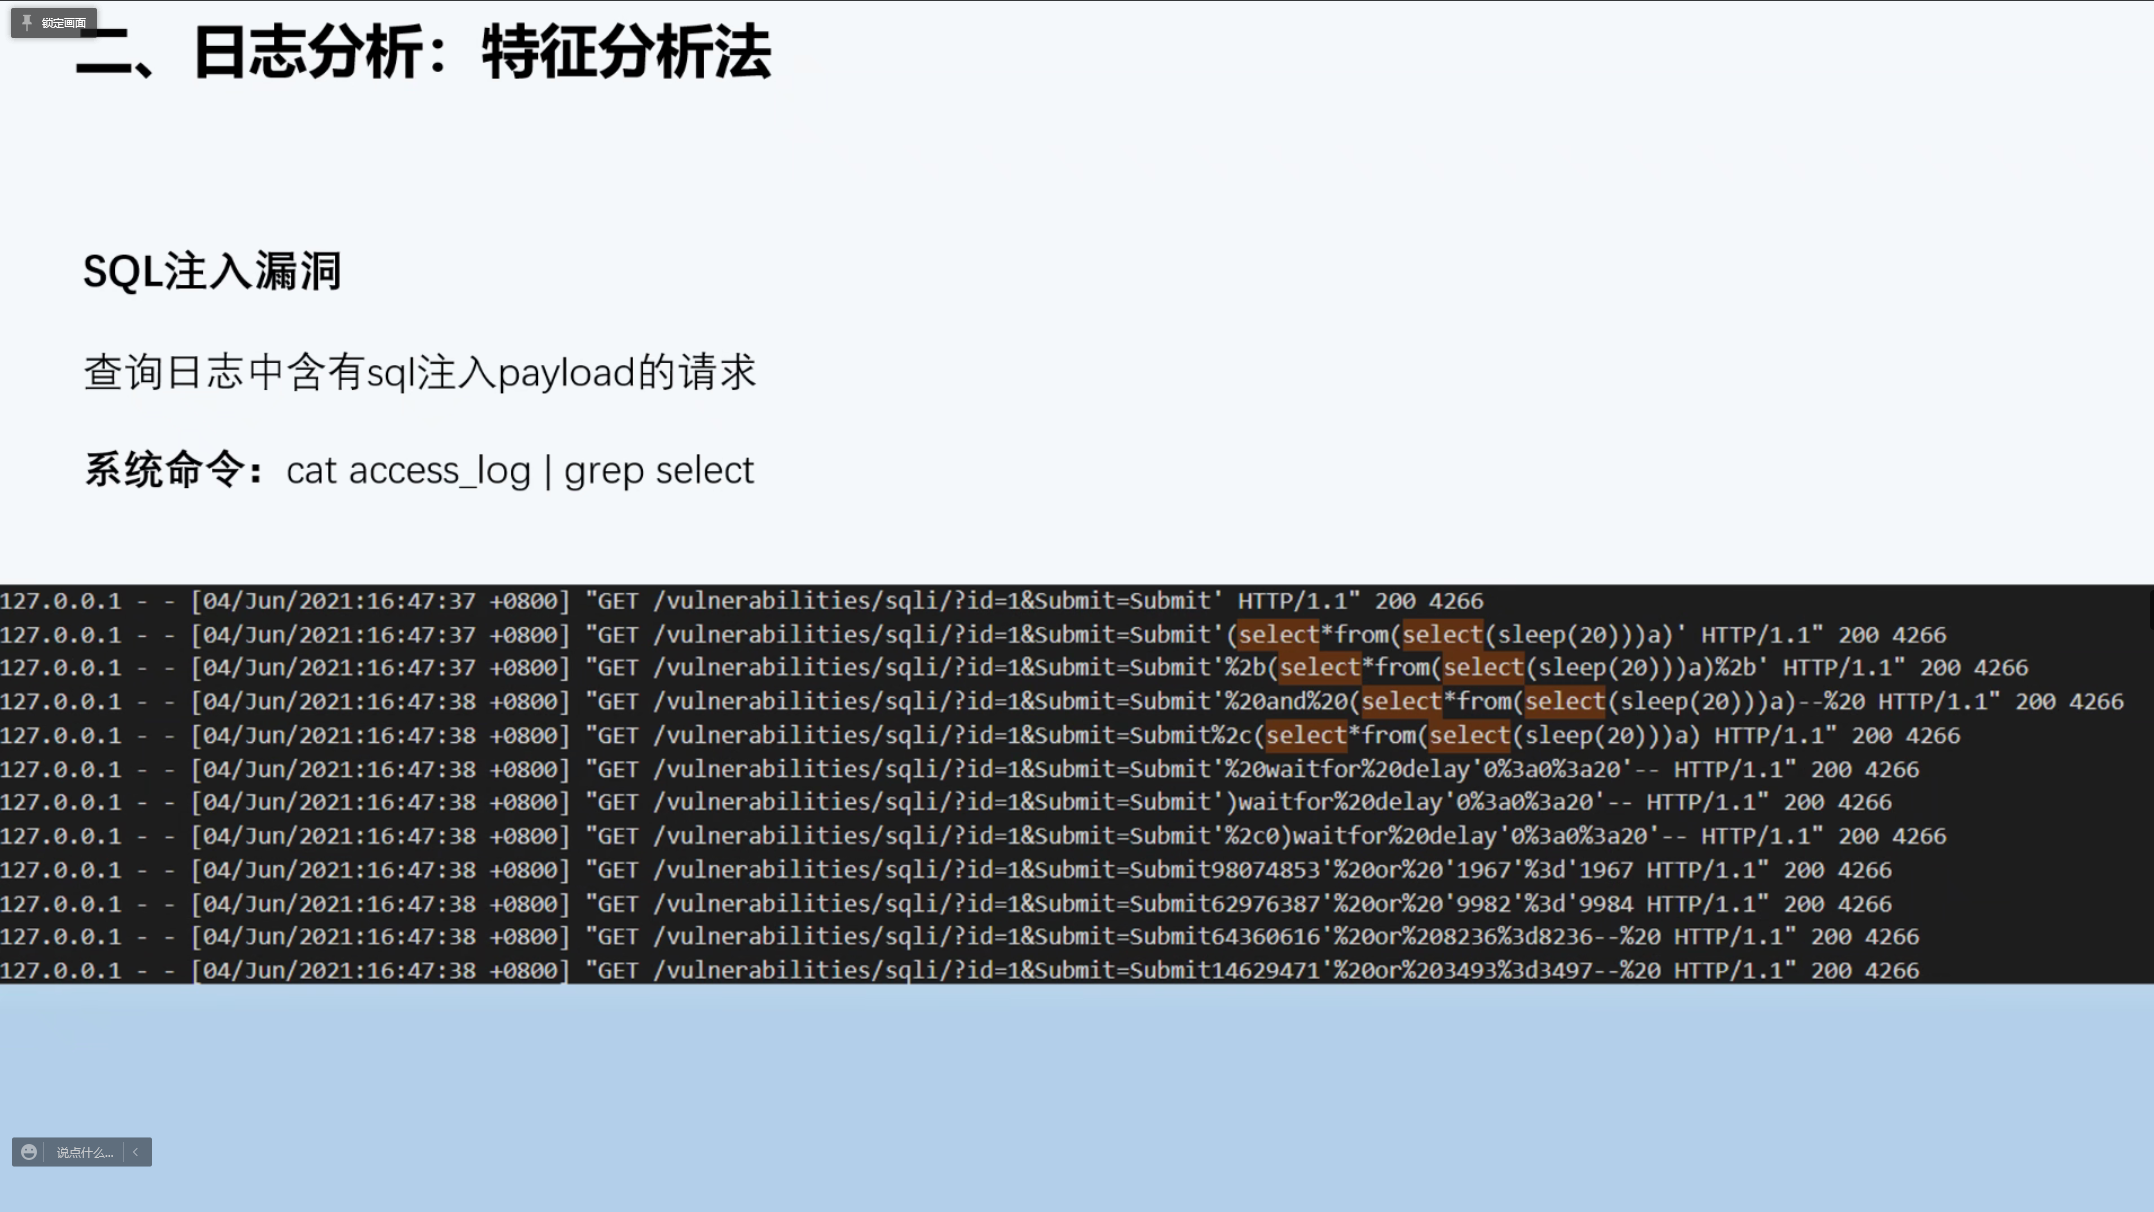 锁定画面
二、日志分析：特征分析法
SQL注入漏洞
查询日志中含有sql注入payload的请求
系统命令：cat access_log | grep select
127.0.0.1 - - [04/Jun/2021:16:47:37 +0800] "GET /vulnerabilities/sqli/?id=1&Submit=Submit' HTTP/1.1" 200 4266
127.0.0.1 - - [04/Jun/2021:16:47:37 +0800] "GET /vulnerabilities/sqli/?id=1&Submit=Submit'(select*from(select(sleep(20)))a)' HTTP/1.1" 200 4266
127.0.0.1 - - [04/Jun/2021:16:47:37 +0800] "GET /vulnerabilities/sqli/?id=1&Submit=Submit'%2b(select*from(select(sleep(20)))a)%2b' HTTP/1.1" 200 4266
127.0.0.1 - - [04/Jun/2021:16:47:38 +0800] "GET /vulnerabilities/sqli/?id=1&Submit=Submit'%20and%20(select*from(select(sleep(20)))a)--%20 HTTP/1.1" 200 4266
127.0.0.1 - - [04/Jun/2021:16:47:38 +0800] "GET /vulnerabilities/sqli/?id=1&Submit=Submit%2c(select*from(select(sleep(20)))a) HTTP/1.1" 200 4266
127.0.0.1 - - [04/Jun/2021:16:47:38 +0800] "GET /vulnerabilities/sqli/?id=1&Submit=Submit'%20waitfor%20delay'0%3a0%3a20'-- HTTP/1.1" 200 4266
127.0.0.1 - - [04/Jun/2021:16:47:38 +0800] "GET /vulnerabilities/sqli/?id=1&Submit=Submit')waitfor%20delay'0%3a0%3a20'-- HTTP/1.1" 200 4266
127.0.0.1 - - [04/Jun/2021:16:47:38 +0800] "GET /vulnerabilities/sqli/?id=1&Submit=Submit'%2c0)waitfor%20delay'0%3a0%3a20'-- HTTP/1.1" 200 4266
127.0.0.1 - - [04/Jun/2021:16:47:38 +0800] "GET /vulnerabilities/sqli/?id=1&Submit=Submit98074853'%20or%20'1967'%3d'1967 HTTP/1.1" 200 4266
127.0.0.1 - - [04/Jun/2021:16:47:38 +0800] "GET /vulnerabilities/sqli/?id=1&Submit=Submit62976387'%20or%20'9982'%3d'9984 HTTP/1.1" 200 4266
127.0.0.1 - - [04/Jun/2021:16:47:38 +0800] "GET /vulnerabilities/sqli/?id=1&Submit=Submit64360616'%20or%208236%3d8236--%20 HTTP/1.1" 200 4266
127.0.0.1 - - [04/Jun/2021:16:47:38 +0800] "GET /vulnerabilities/sqli/?id=1&Submit=Submit14629471'%20or%203493%3d3497--%20 HTTP/1.1" 200 4266
说点什么...